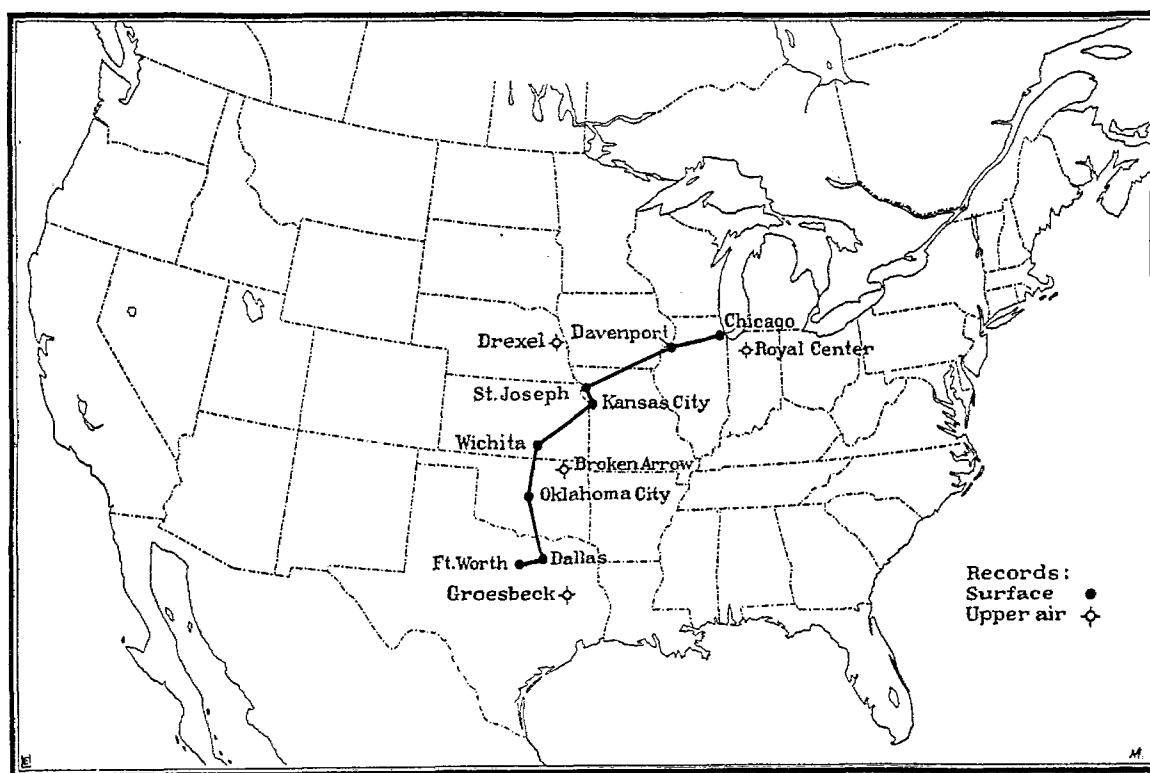 Chicago
Davenport
Drexel
Royal Center
St. Joseph
Kansas City
Wichita
Broken Arrow
Oklahoma City
Ft. Worth
Dallas
Groesbeck
Records:
Surface
Upper air
E
M.